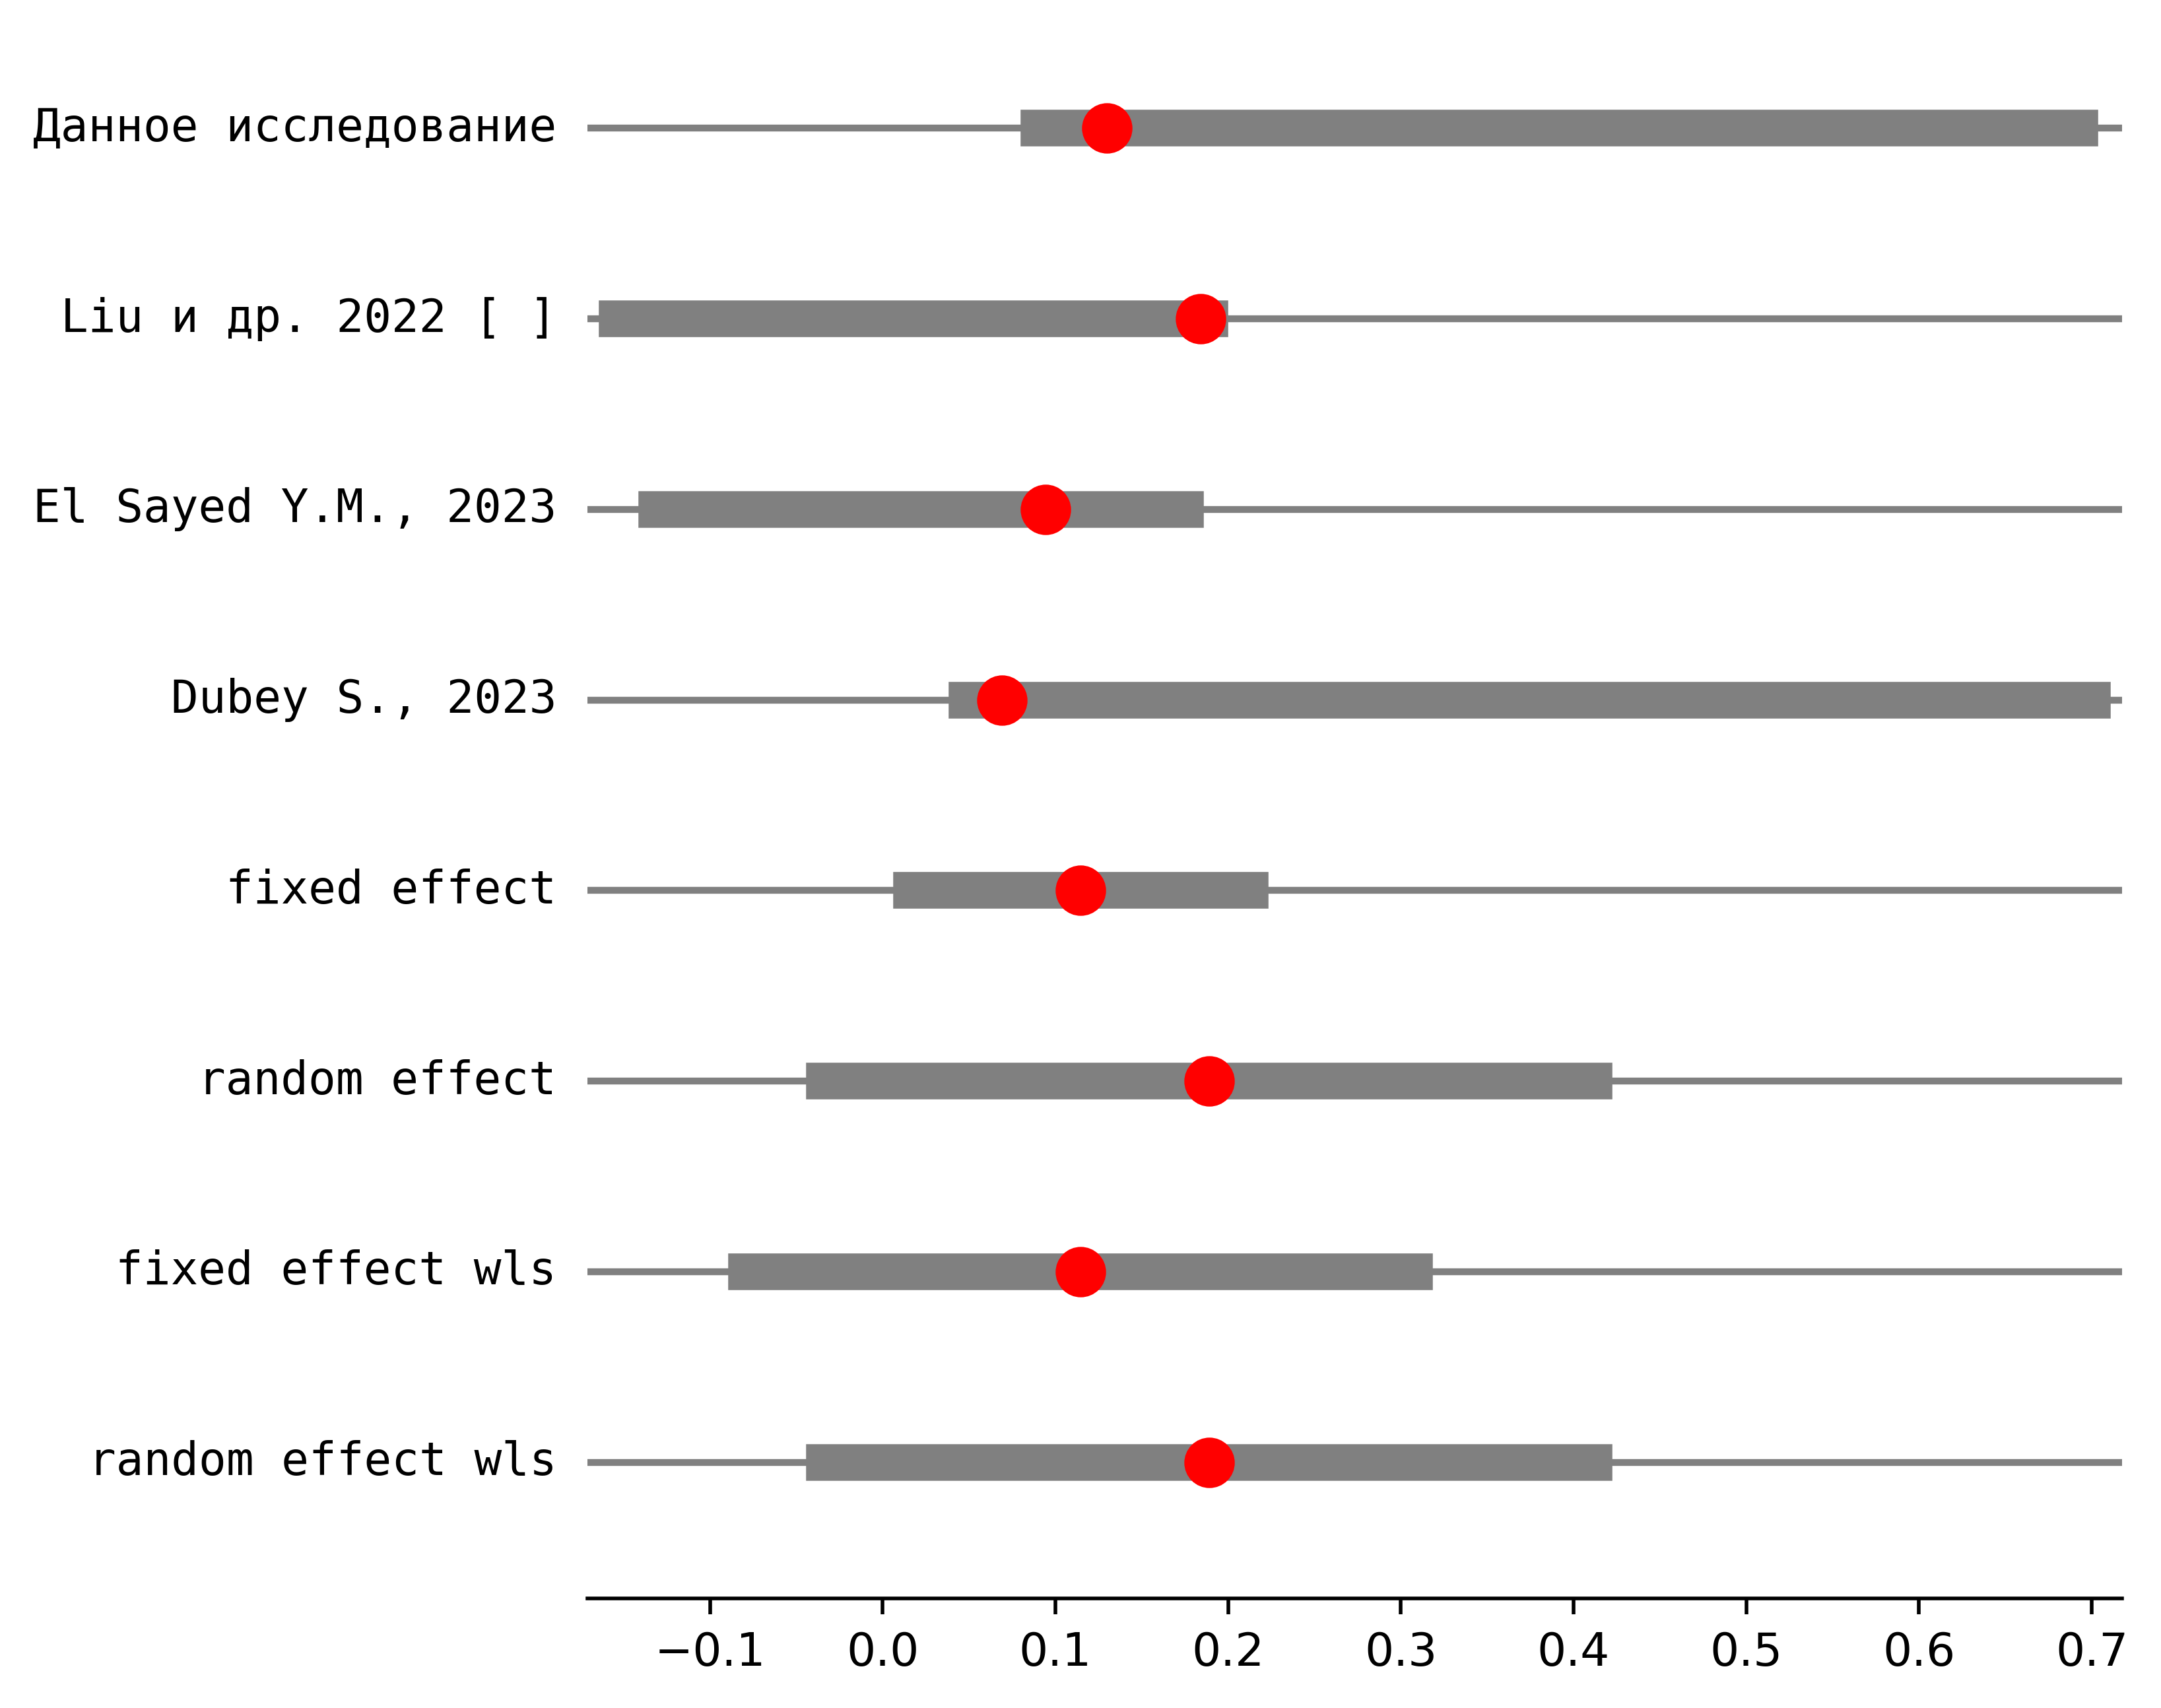 Данное исследование
Liu и др. 2022 [ ]
El Sayed Y.M., 2023
Dubey S., 2023
fixed effect
random effect
fixed effect wls
random effect wls
−0.1 0.0 0.1 0.2 0.3 0.4 0.5 0.6 0.7